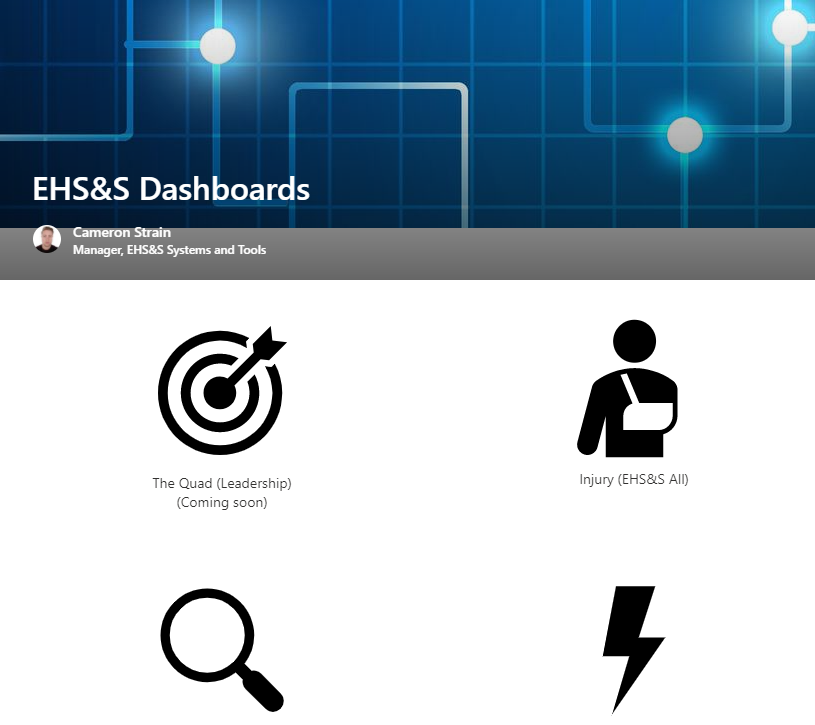 EHS&S Dashboards
Cameron Strain
Manager, EHS&S Systems and Tools
The Quad (Leadership)
(Coming soon)
Injury (EHS&S All)